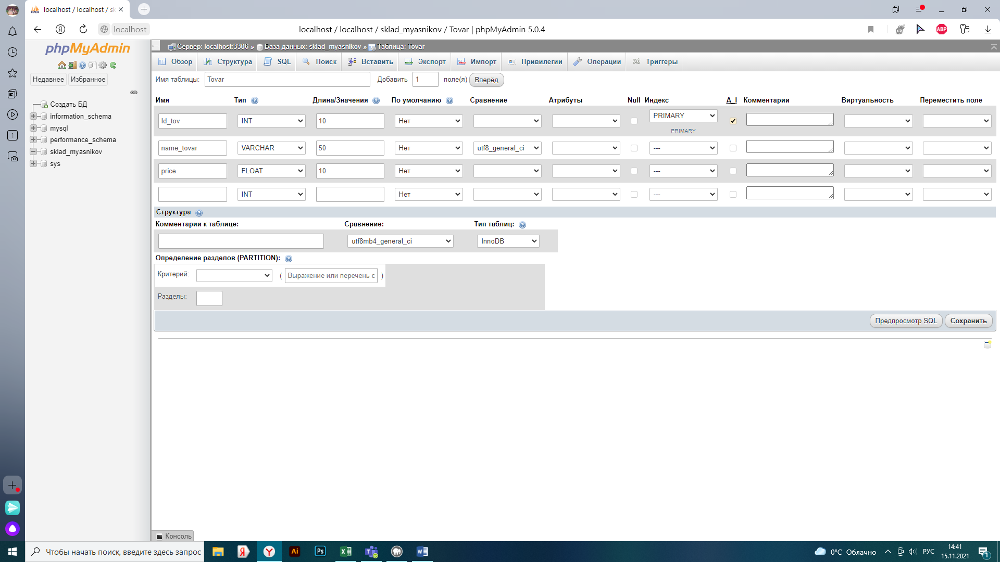 localhost / localhost / sk
localhost
localhost / localhost / sklad_myasnikov / Tovar | phpMyAdmin 5.0.4
ABP
phpMyAdmin
Недавнее Избранное
Создать БД
information_schema
mysql
performance_schema
sklad_myasnikov
sys
Сервер: localhost:3306 » База данных: sklad_myasnikov » Таблица: Tovar
Обзор Структура SQL Поиск Вставить Экспорт Импорт Привилегии Операции Триггеры
Имя таблицы: Tovar Добавить 1 поле(я) Вперёд
Имя Тип Длина/Значения По умолчанию Сравнение Атрибуты Null Индекс A_I Комментарии Виртуальность Переместить поле
Id_tov INT 10 Нет PRIMARY
PRIMARY
name_tovar VARCHAR 50 Нет utf8_general_ci ---
price FLOAT 10 Нет ---
INT Нет ---
Структура
Комментарии к таблице: Сравнение: Тип таблиц:
utf8mb4_general_ci InnoDB
Определение разделов (PARTITION):
Критерий: ( Выражение или перечень с )
Разделы:
Предпросмотр SQL Сохранить
Консоль
Чтобы начать поиск, введите здесь запрос
0°C Облачно
РУС
14:41
15.11.2021
1